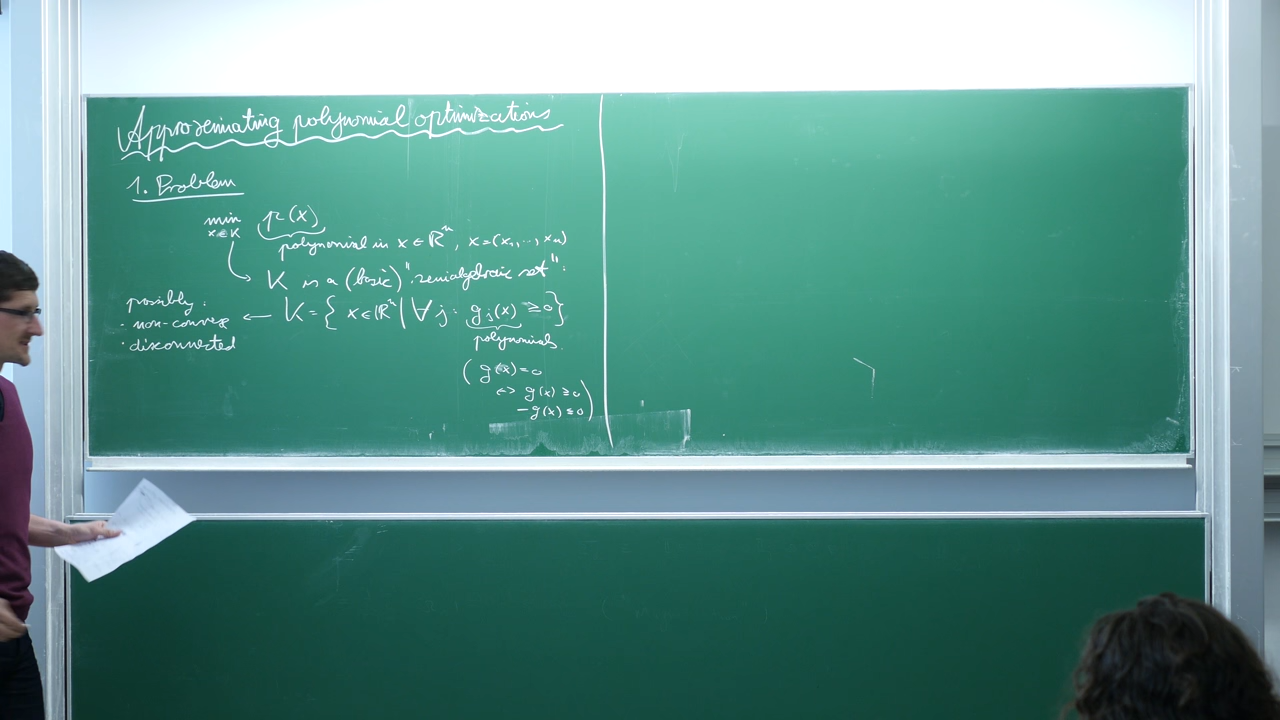 Approximating polynomial optimizations
1. Problem
min p(x)
x∈K
polynomial in x ∈ ℝⁿ, x=(x₁,..,xₙ)
K is a (basic) "semialgebraic set":
K = { x∈ℝⁿ | ∀ j: g_j(x) ≥0}
polynomials.
possibly:
· non-convex ←
· disconnected
( g(x)=0
<=> g(x) ≥0
-g(x) ≥0 )